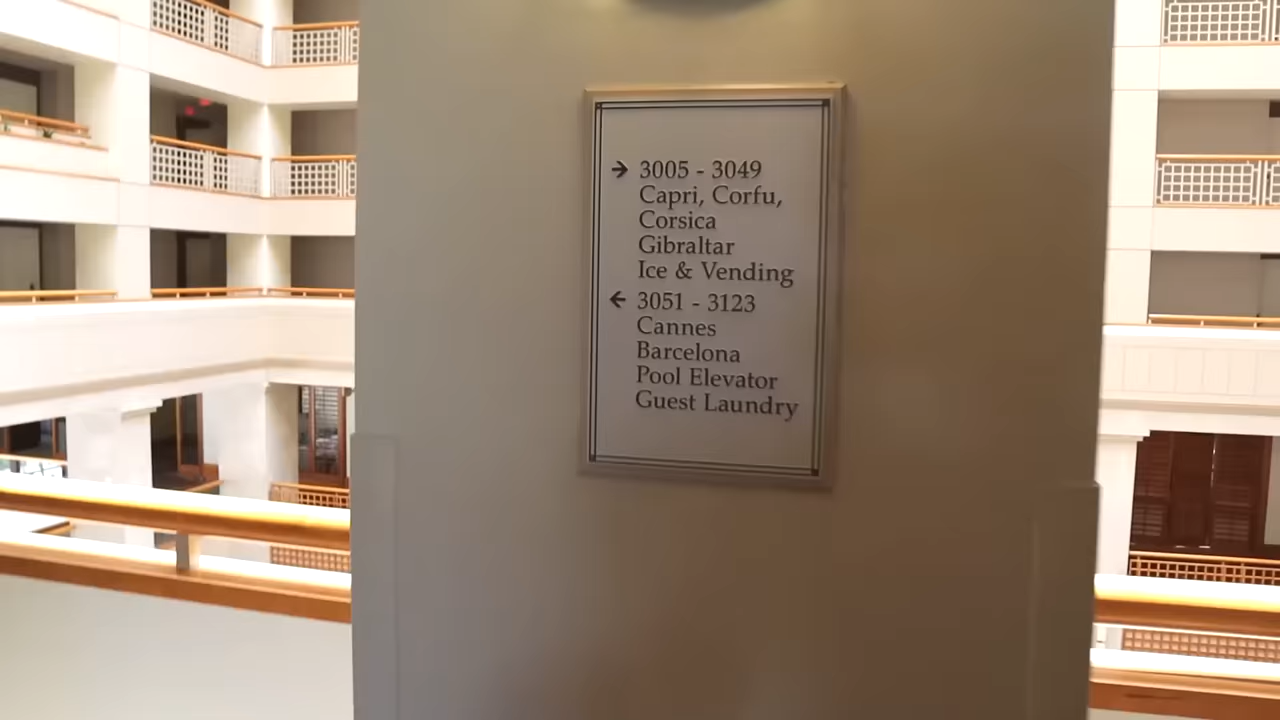 → 3005 - 3049
Capri, Corfu,
Corsica
Gibraltar
Ice & Vending
← 3051 - 3123
Cannes
Barcelona
Pool Elevator
Guest Laundry